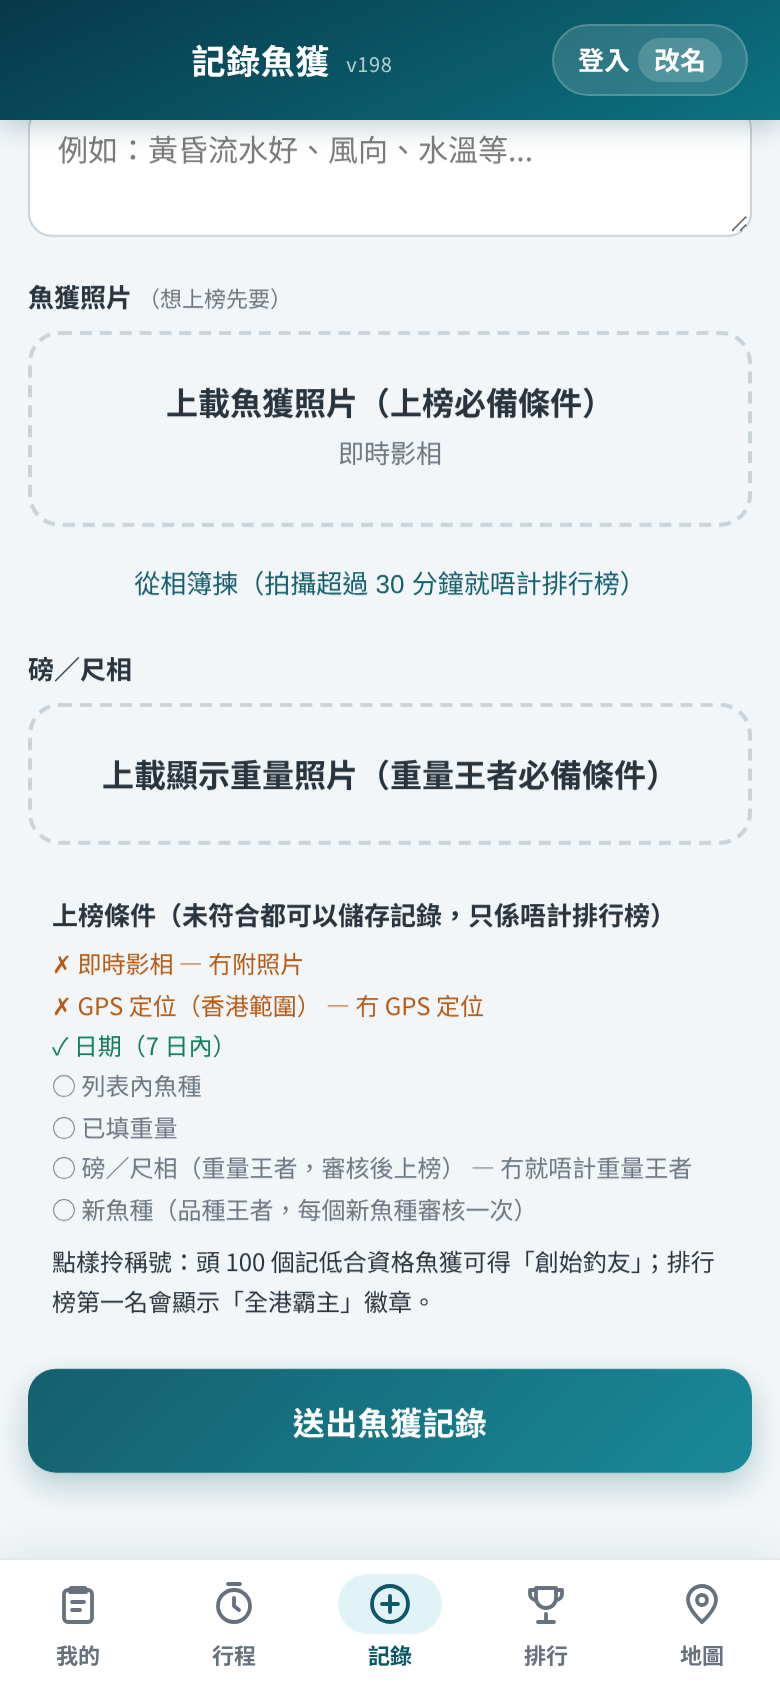 記錄魚獲 v198
登入 改名
例如：黃昏流水好、風向、水溫等...
魚獲照片 （想上榜先要）
上載魚獲照片（上榜必備條件）
即時影相
從相簿揀（拍攝超過 30 分鐘就唔計排行榜）
磅／尺相
上載顯示重量照片（重量王者必備條件）
上榜條件（未符合都可以儲存記錄，只係唔計排行榜）
✗ 即時影相 — 冇附照片
✗ GPS 定位（香港範圍） — 冇 GPS 定位
✓ 日期（7 日內）
○ 列表內魚種
○ 已填重量
○ 磅／尺相（重量王者，審核後上榜） — 冇就唔計重量王者
○ 新魚種（品種王者，每個新魚種審核一次）
點樣拎稱號：頭 100 個記低合資格魚獲可得「創始釣友」；排行
榜第一名會顯示「全港霸主」徽章。
送出魚獲記錄
我的 行程 記錄 排行 地圖